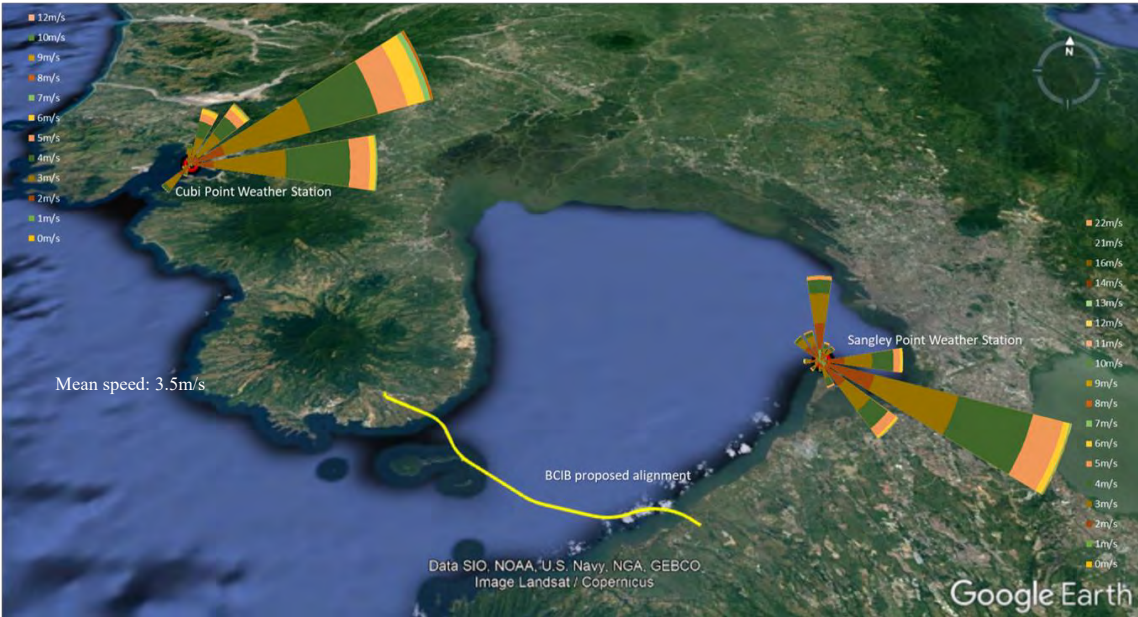 12m/s
10m/s
9m/s
8m/s
7m/s
6m/s
5m/s
4m/s
3m/s
2m/s
1m/s
0m/s
N
Cubi Point Weather Station
Mean speed: 3.5m/s
Sangley Point Weather Station
BCIB proposed alignment
22m/s
21m/s
16m/s
14m/s
13m/s
12m/s
11m/s
10m/s
9m/s
8m/s
7m/s
6m/s
5m/s
4m/s
3m/s
2m/s
1m/s
0m/s
Data SIO, NOAA, U.S. Navy, NGA, GEBCO
Image Landsat / Copernicus
Google Earth